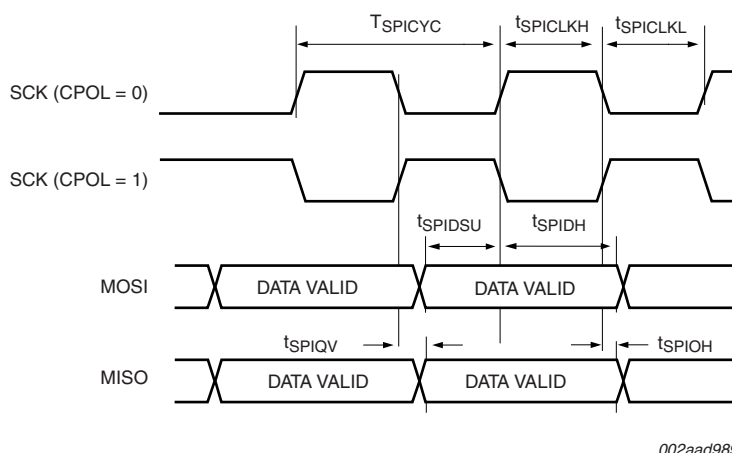 TSPICYC tSPICLKH tSPICLKL
SCK (CPOL = 0)
SCK (CPOL = 1)
tSPIDSU tSPIDH
MOSI DATA VALID DATA VALID
tSPIQV tSPIOH
MISO DATA VALID DATA VALID
002aad989